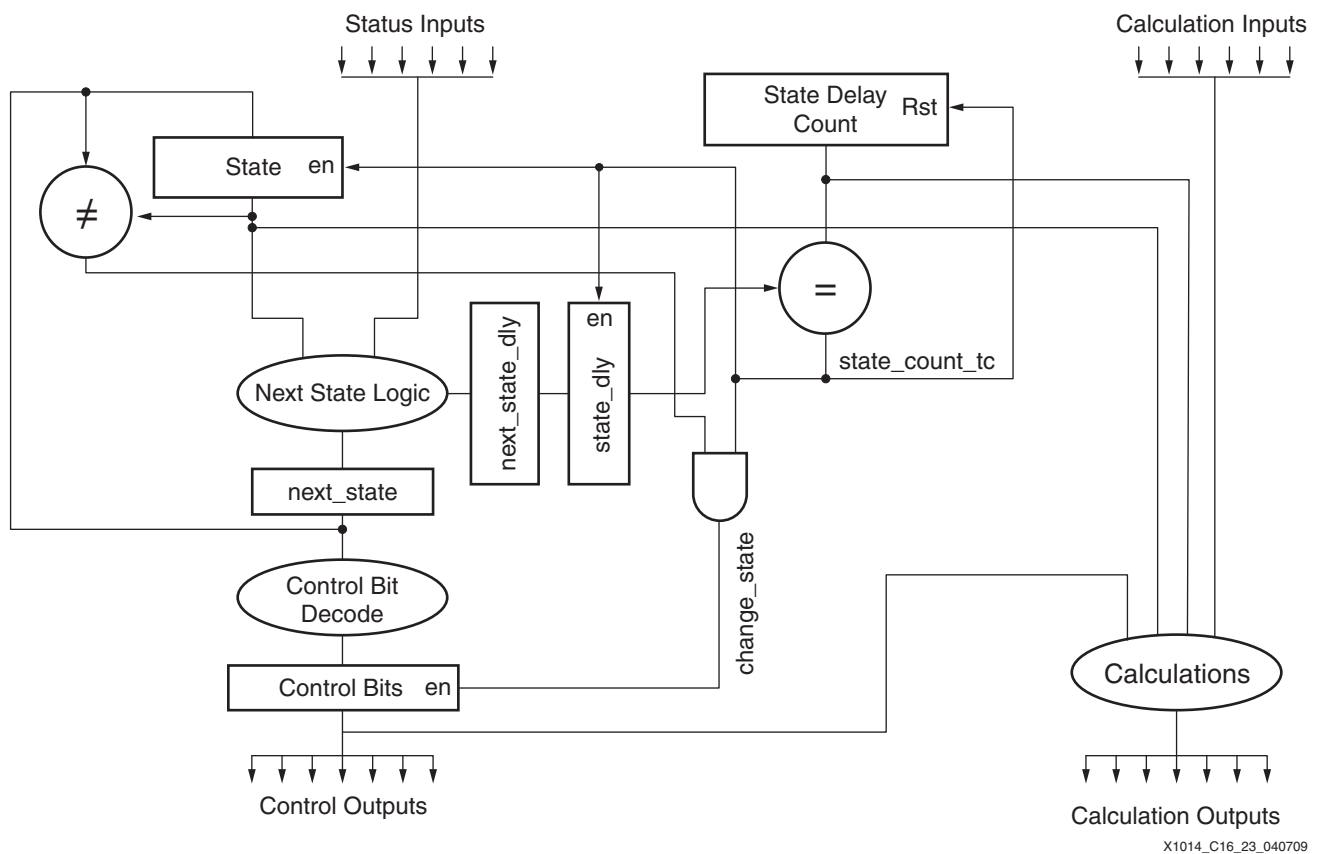 Status Inputs
Calculation Inputs
State Delay
Count
Rst
State
en
≠
=
en
next_state_dly
state_dly
state_count_tc
Next State Logic
next_state
change_state
Control Bit
Decode
Control Bits
en
Calculations
Control Outputs
Calculation Outputs
X1014_C16_23_040709